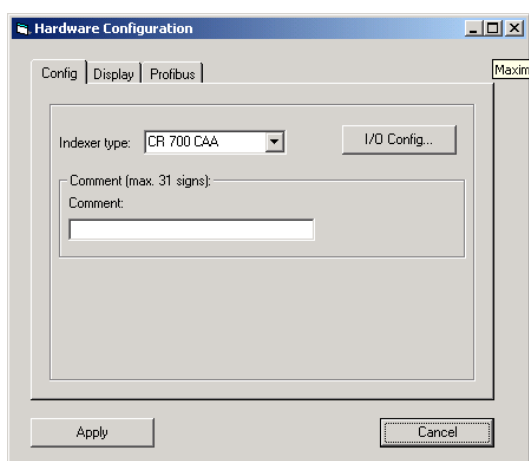 Hardware Configuration
Config Display Profibus
Maxim
Indexer type: CR 700 CAA I/O Config...
Comment (max. 31 signs):
Comment:
Apply Cancel